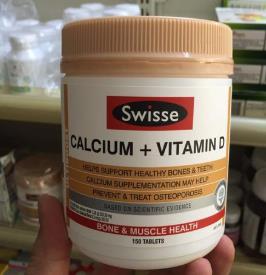 Swisse
CALCIUM + VITAMIN D
HELPS SUPPORT HEALTHY BONES & TEETH
CALCIUM SUPPLEMENTATION MAY HELP
PREVENT & TREAT OSTEOPOROSIS
BASED ON SCIENTIFIC EVIDENCE
BONE & MUSCLE HEALTH
150 TABLETS